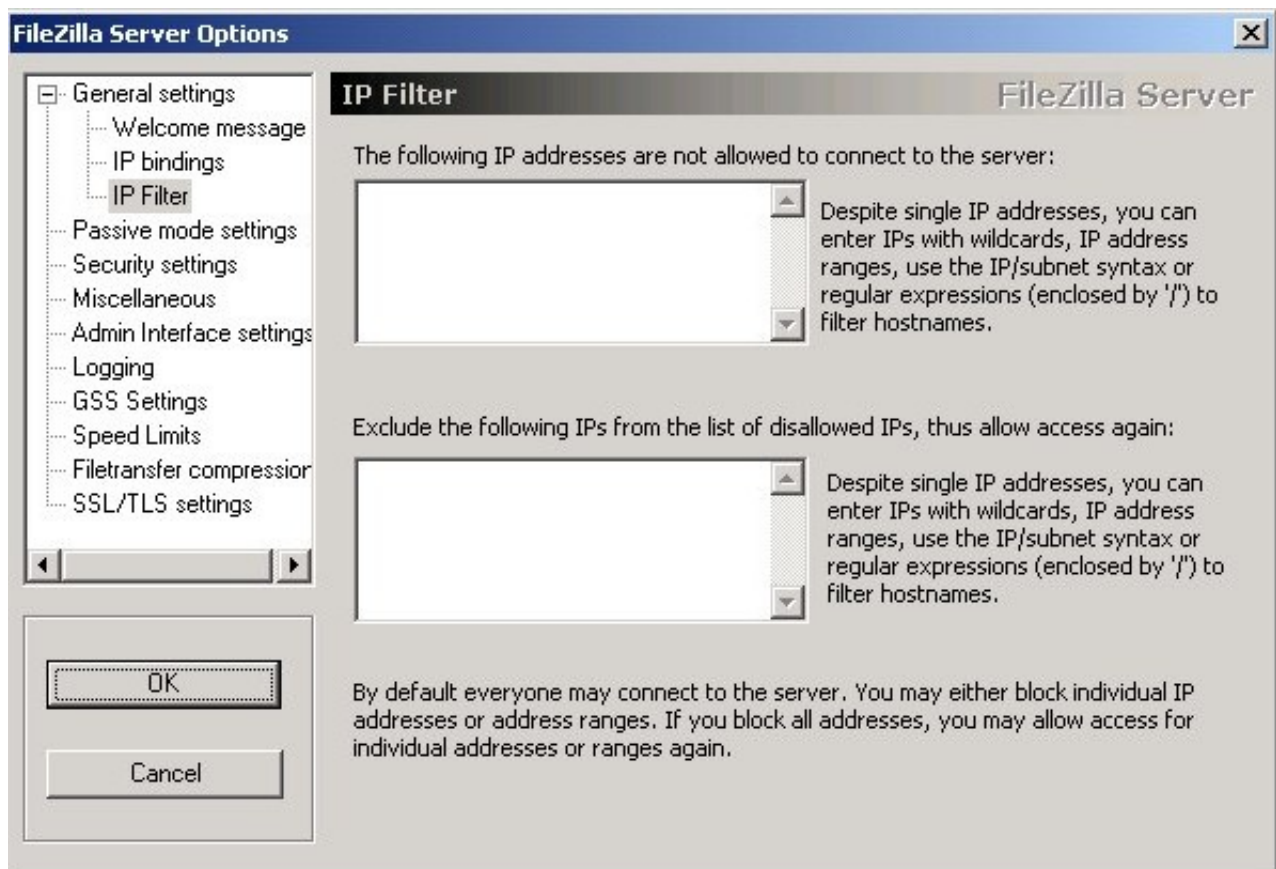 FileZilla Server Options
General settings
Welcome message
IP bindings
IP Filter
Passive mode settings
Security settings
Miscellaneous
Admin Interface settings
Logging
GSS Settings
Speed Limits
Filetransfer compression
SSL/TLS settings
OK
Cancel
IP Filter
FileZilla Server
The following IP addresses are not allowed to connect to the server:
Despite single IP addresses, you can
enter IPs with wildcards, IP address
ranges, use the IP/subnet syntax or
regular expressions (enclosed by '/') to
filter hostnames.
Exclude the following IPs from the list of disallowed IPs, thus allow access again:
Despite single IP addresses, you can
enter IPs with wildcards, IP address
ranges, use the IP/subnet syntax or
regular expressions (enclosed by '/') to
filter hostnames.
By default everyone may connect to the server. You may either block individual IP
addresses or address ranges. If you block all addresses, you may allow access for
individual addresses or ranges again.